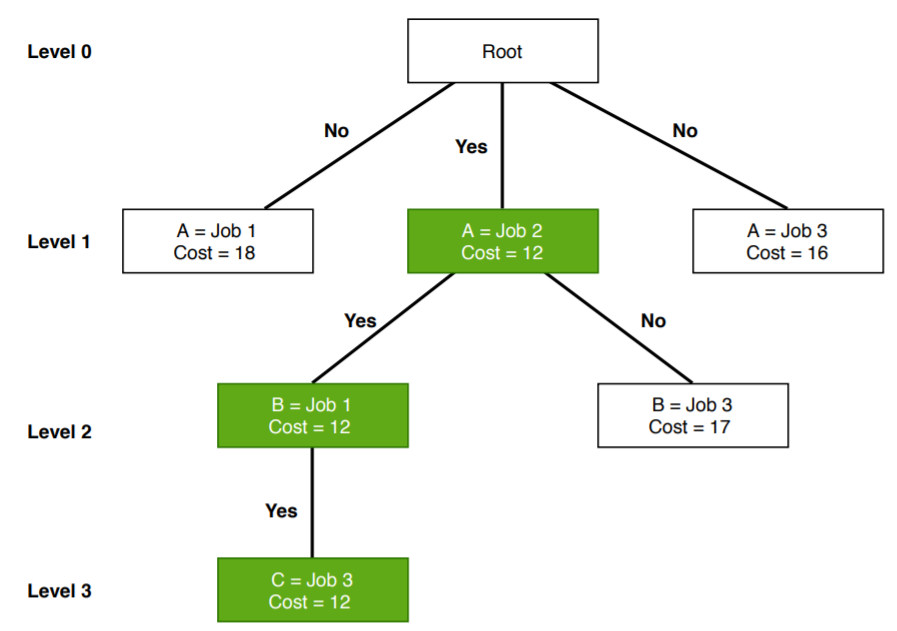 Level 0
Root
No
Yes
No
Level 1
A = Job 1
Cost = 18
A = Job 2
Cost = 12
A = Job 3
Cost = 16
Yes
No
Level 2
B = Job 1
Cost = 12
B = Job 3
Cost = 17
Yes
Level 3
C = Job 3
Cost = 12